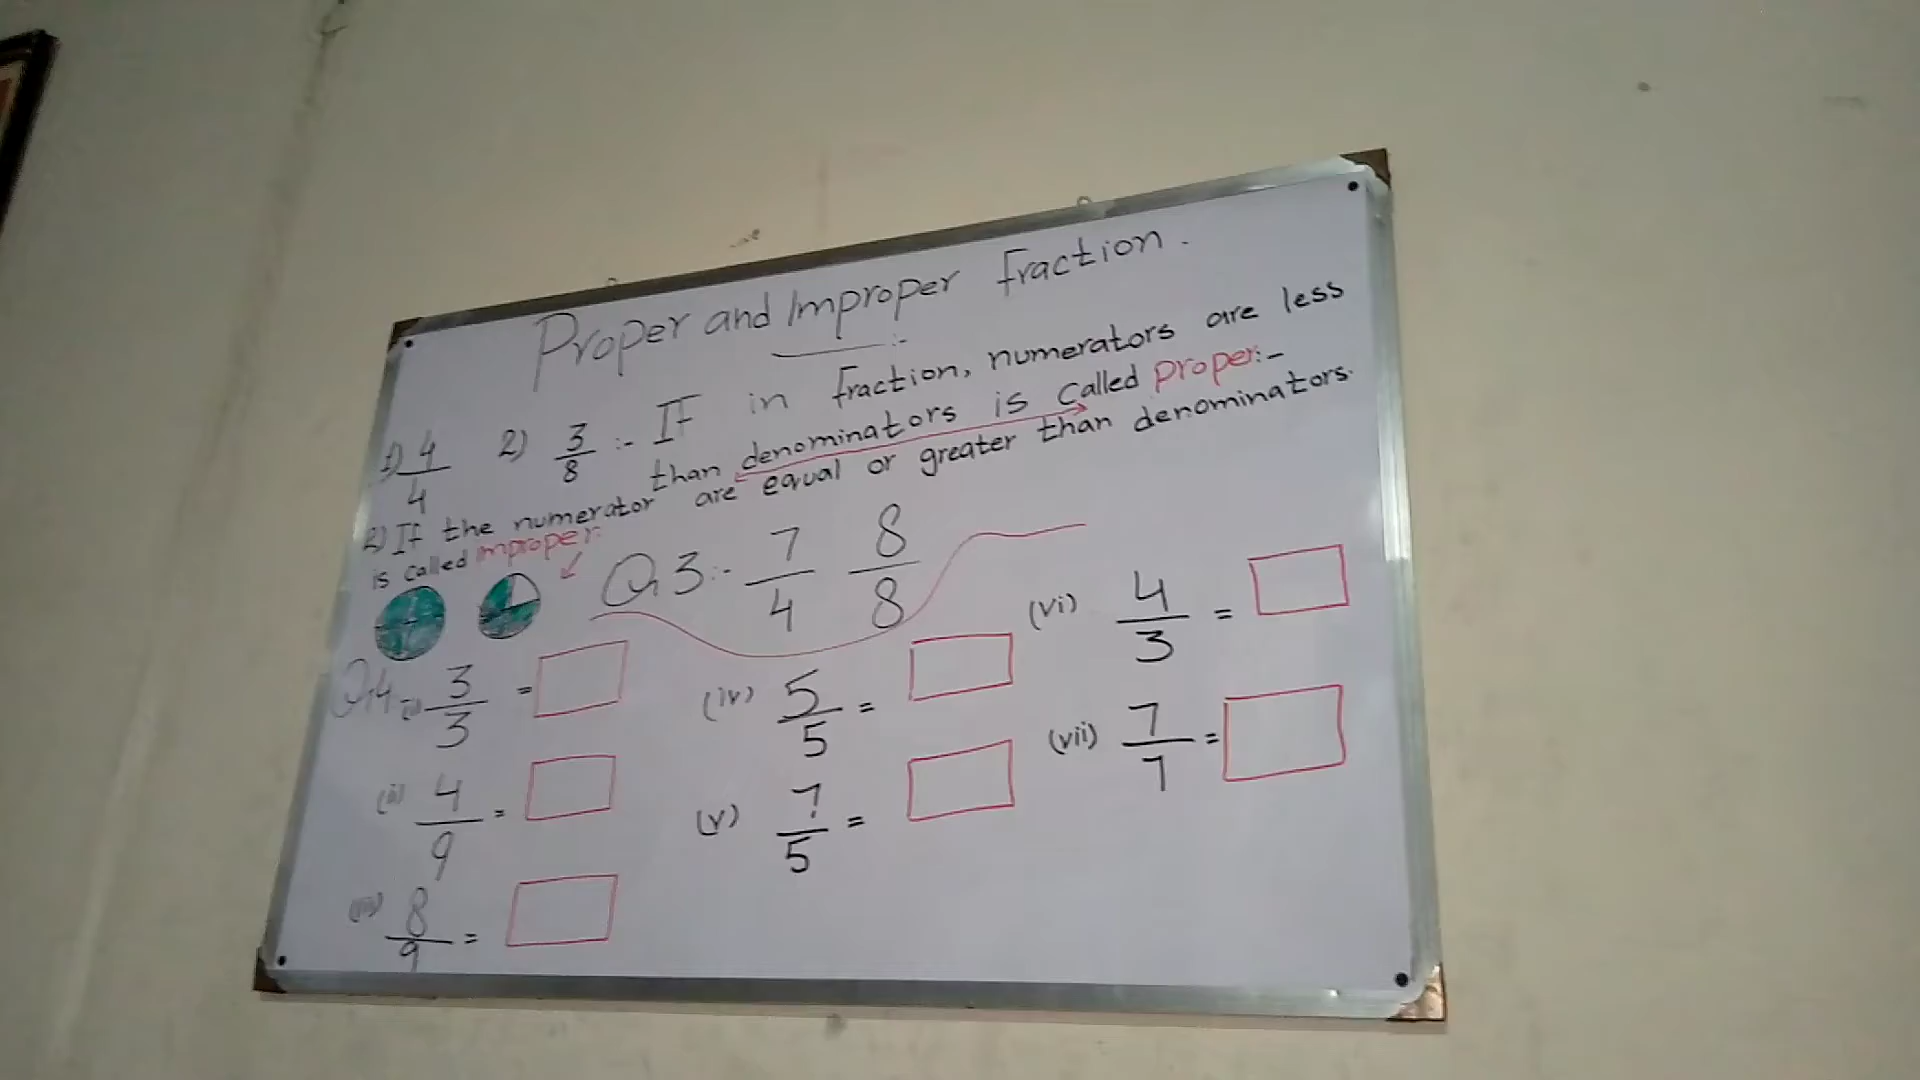 Proper and Improper fraction.
1) 4/4 2) 3/8 :- If in fraction, numerators are less
than denominators is called proper:-
2) If the numerator are equal or greater than denominators.
is called improper:
Q 3:- 7/4 8/8
Q4 (i) 3/3 =
(ii) 4/9 =
(iii) 8/9 =
(iv) 5/5 =
(v) 7/5 =
(vi) 4/3 =
(vii) 7/7 =